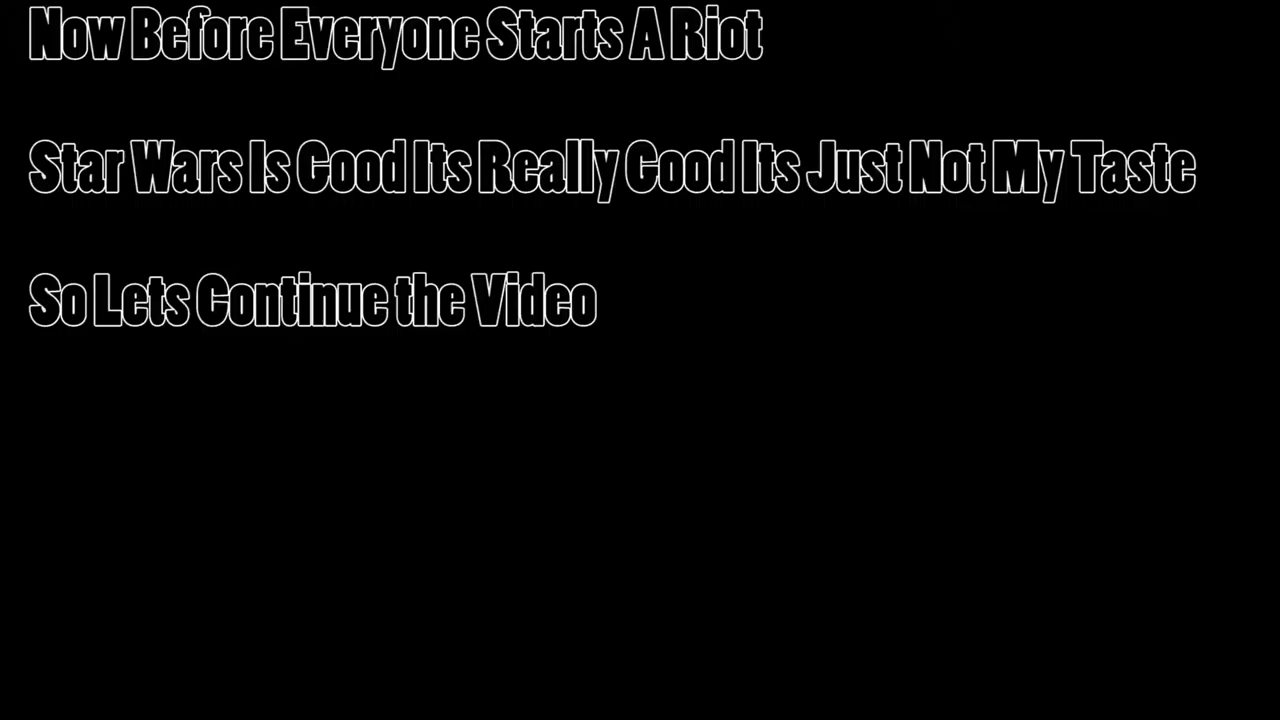 Now Before Everyone Starts A Riot
Star Wars Is Good Its Really Good Its Just Not My Taste
So Lets Continue the Video